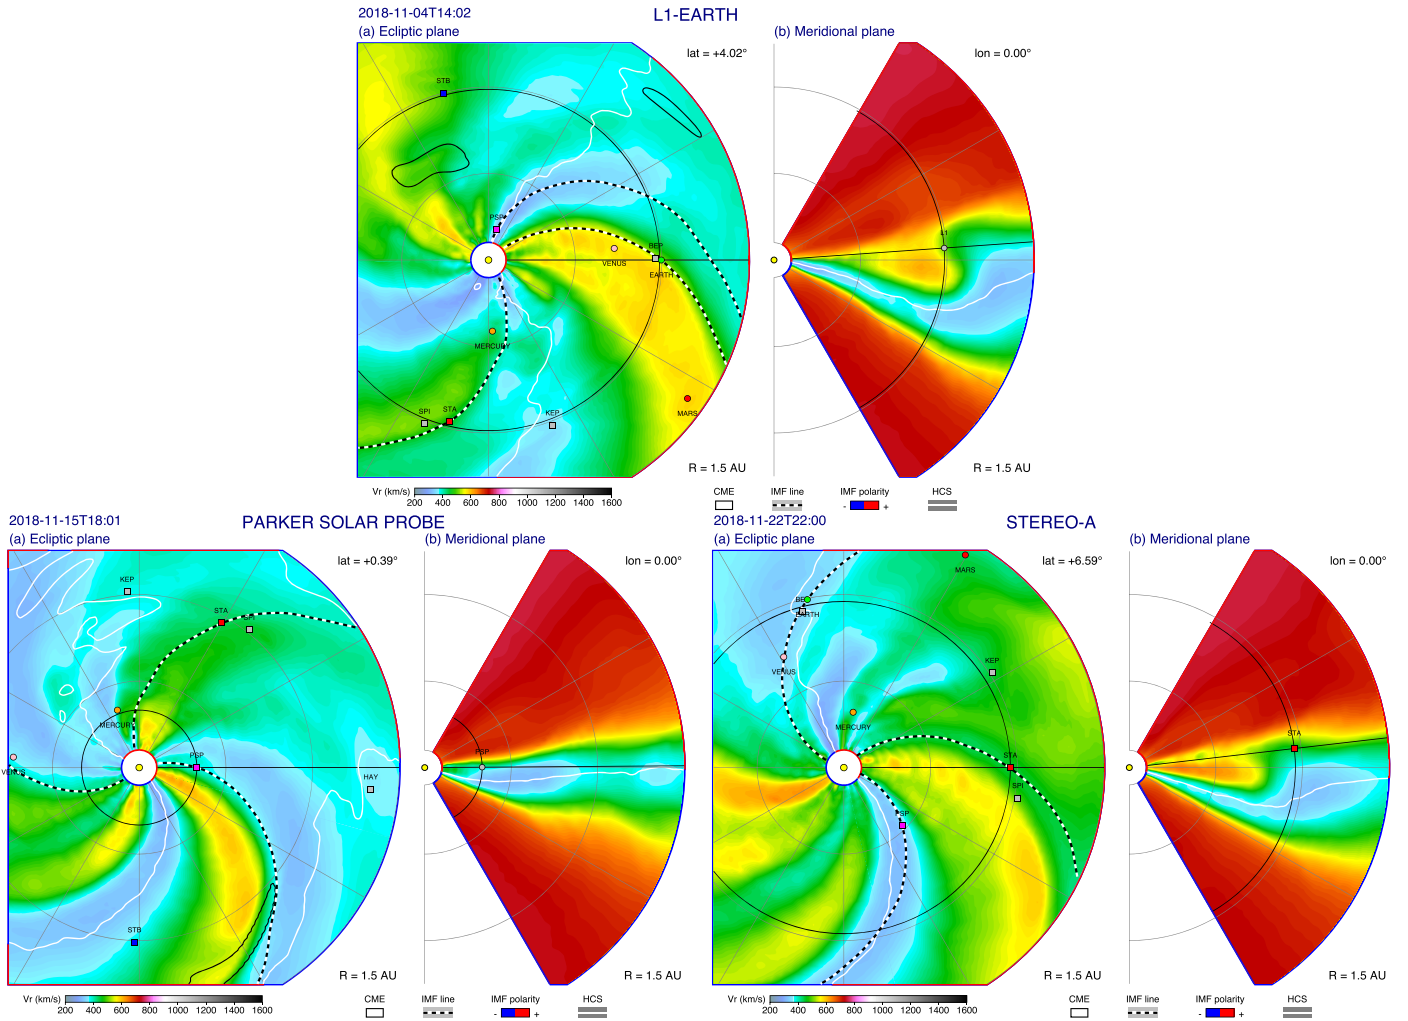 2018-11-04T14:02
L1-EARTH
(a) Ecliptic plane
(b) Meridional plane
lat = +4.02°
lon = 0.00°
STB
PSP
VENUS
BEP
EARTH
MERCURY
SPI
STA
KEP
MARS
L1
R = 1.5 AU
R = 1.5 AU
Vr (km/s)
200 400 600 800 1000 1200 1400 1600
CME
IMF line
IMF polarity
- +
HCS
2018-11-15T18:01
PARKER SOLAR PROBE
(a) Ecliptic plane
(b) Meridional plane
lat = +0.39°
lon = 0.00°
KEP
STA
SPI
MERCURY
VENUS
PSP
HAY
STB
PSP
R = 1.5 AU
R = 1.5 AU
Vr (km/s)
200 400 600 800 1000 1200 1400 1600
CME
IMF line
IMF polarity
- +
HCS
2018-11-22T22:00
STEREO-A
(a) Ecliptic plane
(b) Meridional plane
lat = +6.59°
lon = 0.00°
MARS
EARTH
VENUS
KEP
MERCURY
STA
SPI
PSP
STA
R = 1.5 AU
R = 1.5 AU
Vr (km/s)
200 400 600 800 1000 1200 1400 1600
CME
IMF line
IMF polarity
- +
HCS